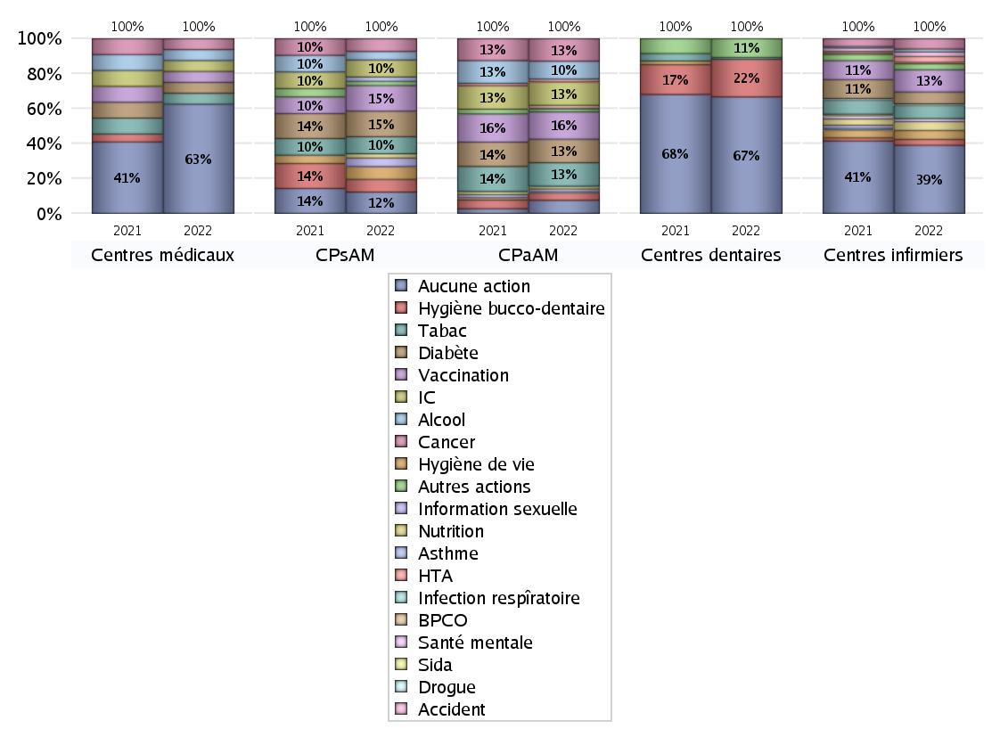 100% 100% 100% 100% 100% 100% 100% 100% 100% 100%
100%
80%
60%
40%
20%
0%
41% 63%
10%
10%
10%
10%
14%
10%
14%
14%
10%
15%
15%
10%
12%
13%
13%
13%
16%
14%
14%
13%
10%
13%
16%
13%
13%
17%
68%
11%
22%
67%
11%
11%
41%
13%
39%
2021 2022 2021 2022 2021 2022 2021 2022 2021 2022
Centres médicaux CPsAM CPaAM Centres dentaires Centres infirmiers
Aucune action
Hygiène bucco-dentaire
Tabac
Diabète
Vaccination
IC
Alcool
Cancer
Hygiène de vie
Autres actions
Information sexuelle
Nutrition
Asthme
HTA
Infection respîratoire
BPCO
Santé mentale
Sida
Drogue
Accident